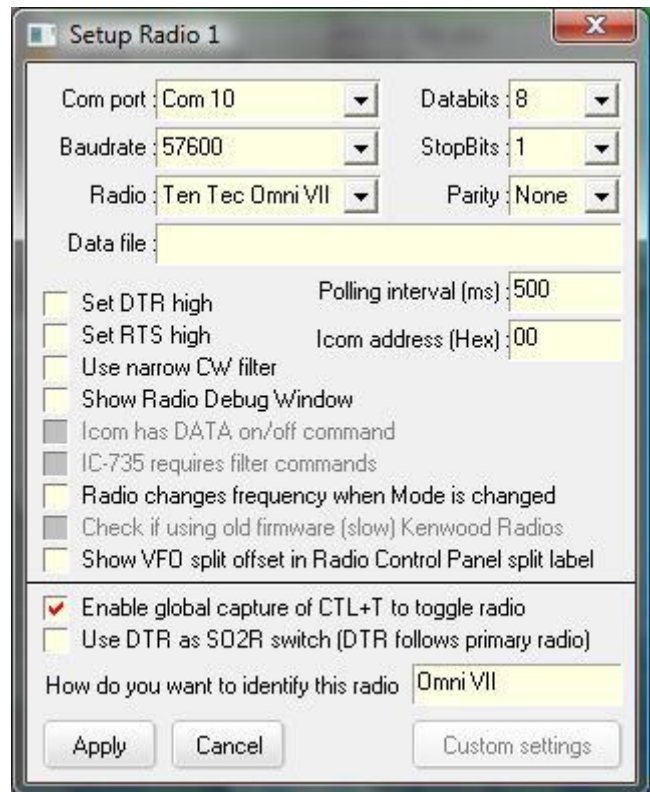 Setup Radio 1
Com port : Com 10 Databits : 8
Baudrate : 57600 StopBits : 1
Radio : Ten Tec Omni VII Parity : None
Data file :
Polling interval (ms) : 500
Set DTR high
Icom address (Hex) : 00
Set RTS high
Use narrow CW filter
Show Radio Debug Window
Icom has DATA on/off command
IC-735 requires filter commands
Radio changes frequency when Mode is changed
Check if using old firmware (slow) Kenwood Radios
Show VFO split offset in Radio Control Panel split label
Enable global capture of CTL+T to toggle radio
Use DTR as SO2R switch (DTR follows primary radio)
How do you want to identify this radio Omni VII
Apply Cancel Custom settings